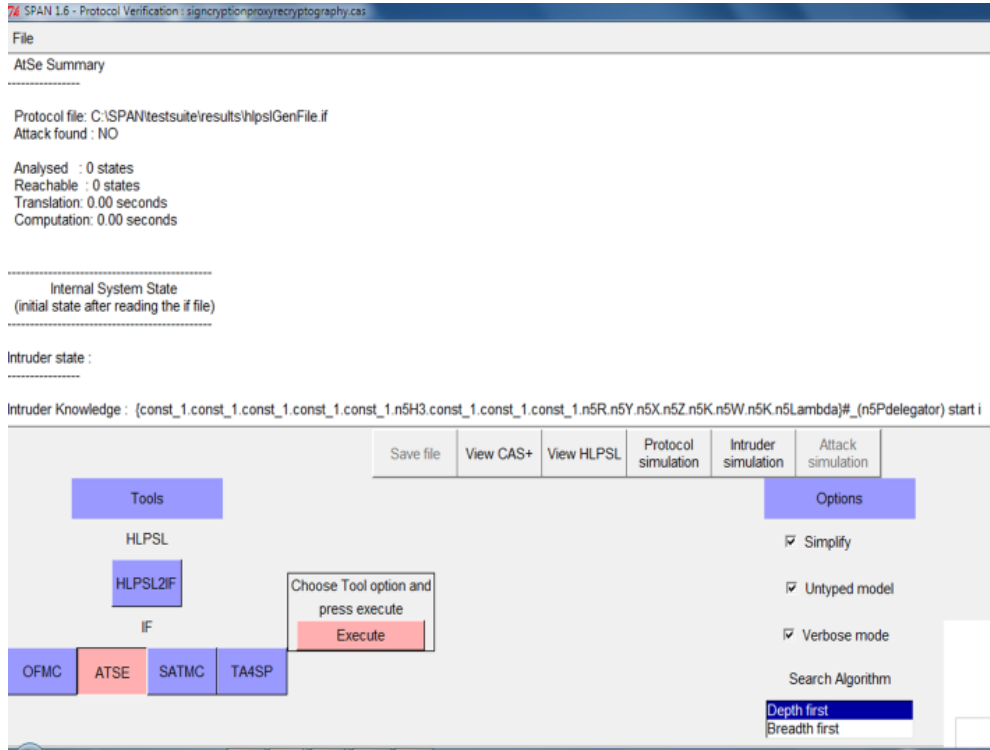 SPAN 1.6 - Protocol Verification : signcryptionproxyrecryptography.cas
File
AtSe Summary
----------------
Protocol file: C:\SPAN\testsuite\results\hlpslGenFile.if
Attack found : NO
Analysed : 0 states
Reachable : 0 states
Translation: 0.00 seconds
Computation: 0.00 seconds
----------------------------------------------
Internal System State
(initial state after reading the if file)
----------------------------------------------
Intruder state :
----------------
Intruder Knowledge : {const_1.const_1.const_1.const_1.const_1.n5H3.const_1.const_1.const_1.n5R.n5Y.n5X.n5Z.n5K.n5W.n5K.n5Lambda}#_(n5Pdelegator) start i
Save file View CAS+ View HLPSL Protocol simulation Intruder simulation Attack simulation
Tools
Options
HLPSL
Simplify
HLPSL2IF
Choose Tool option and
press execute
Untyped model
IF
Execute
Verbose mode
OFMC ATSE SATMC TA4SP
Search Algorithm
Depth first
Breadth first